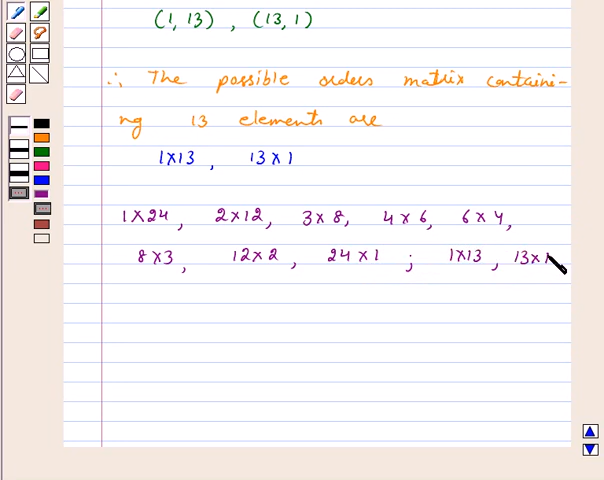 (1, 13) , (13, 1)
∴ The possible orders matrix containi-
ng 13 elements are
1×13 , 13×1
1×24, 2×12, 3×8, 4×6, 6×4,
8×3, 12×2, 24×1 ; 1×13, 13×1